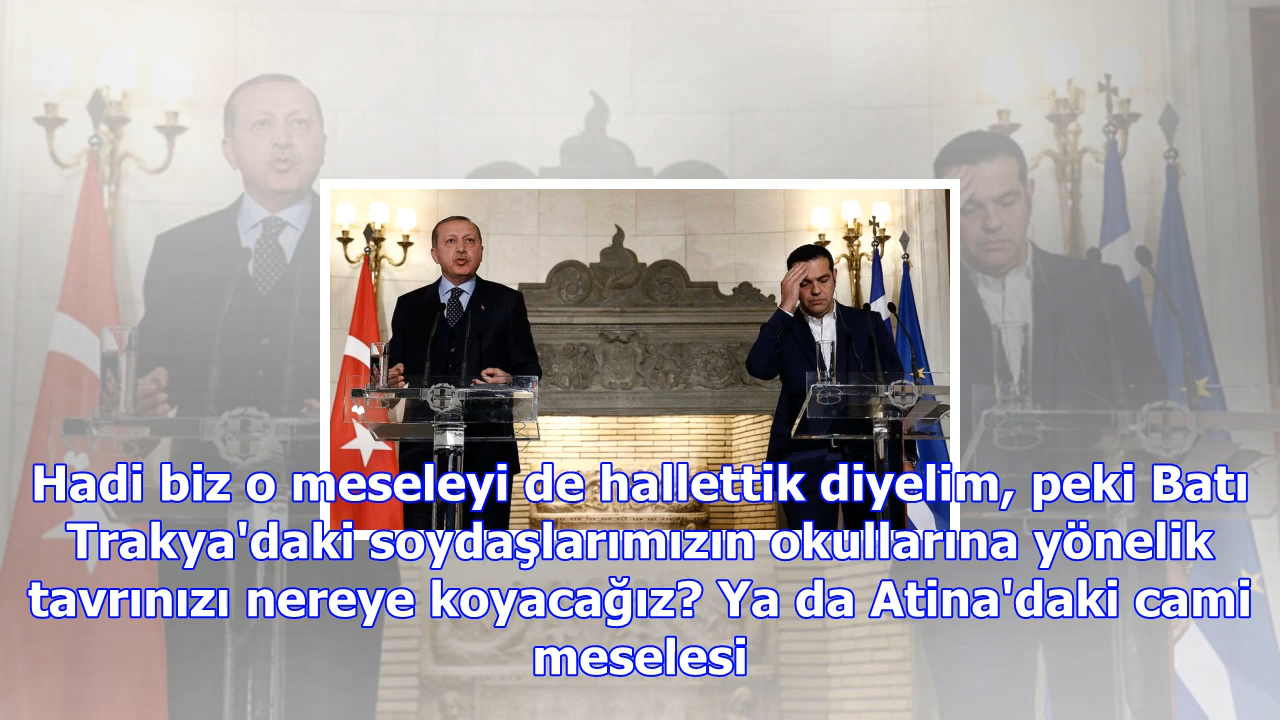 Hadi biz o meseleyi de hallettik diyelim, peki Batı
Trakya'daki soydaşlarımızın okullarına yönelik
tavrınızı nereye koyacağız? Ya da Atina'daki cami
meselesi